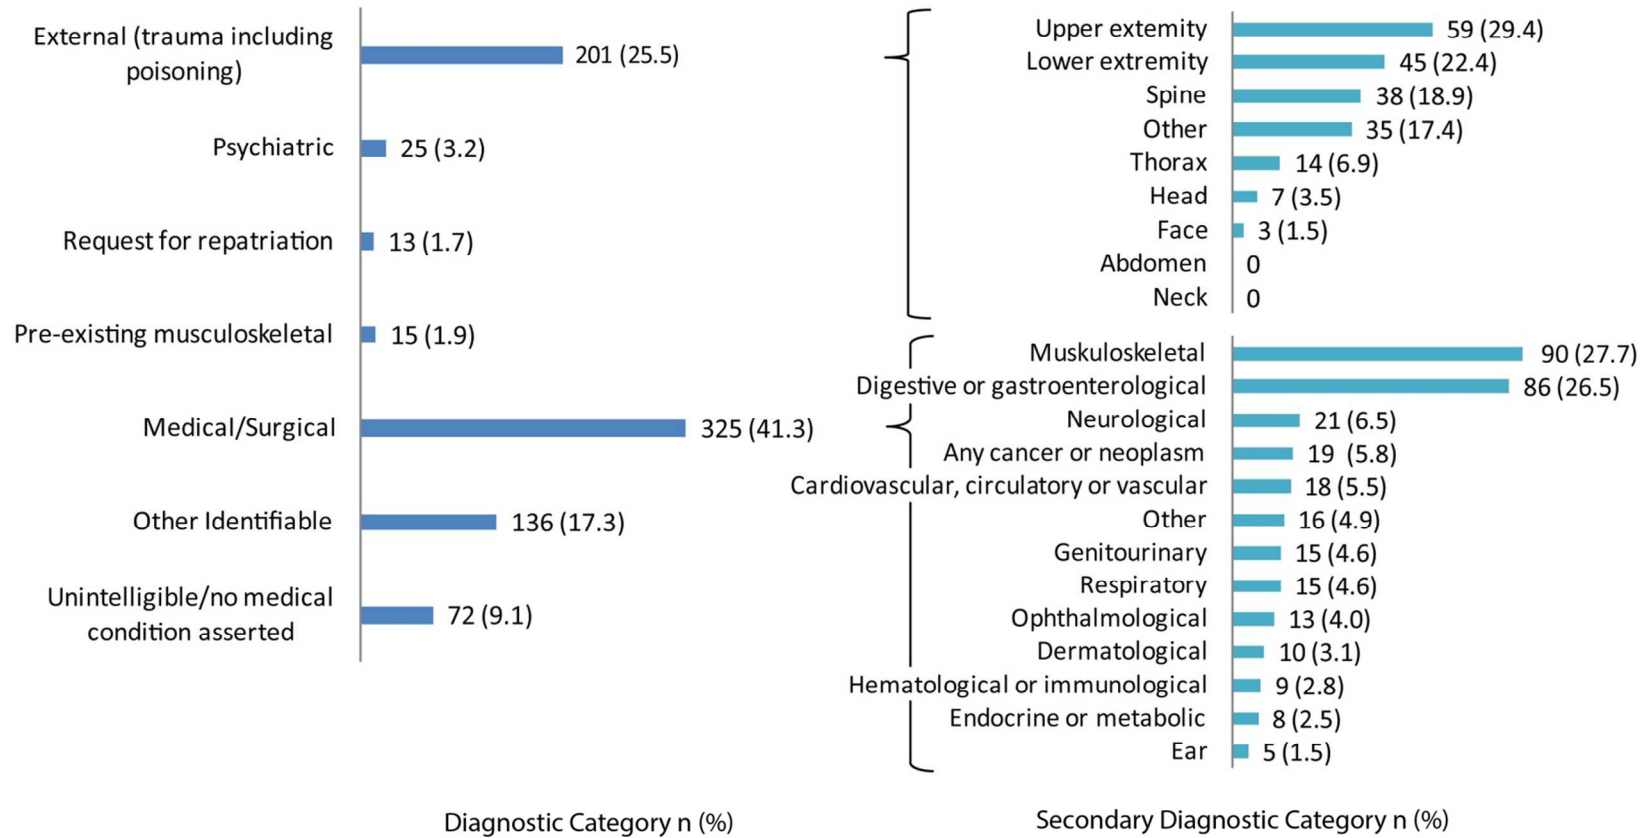 External (trauma including
poisoning)
201 (25.5)
Psychiatric
25 (3.2)
Request for repatriation
13 (1.7)
Pre-existing musculoskeletal
15 (1.9)
Medical/Surgical
325 (41.3)
Other Identifiable
136 (17.3)
Unintelligible/no medical
condition asserted
72 (9.1)
Diagnostic Category n (%)
Upper extemity 59 (29.4)
Lower extremity 45 (22.4)
Spine 38 (18.9)
Other 35 (17.4)
Thorax 14 (6.9)
Head 7 (3.5)
Face 3 (1.5)
Abdomen 0
Neck 0
Muskuloskeletal 90 (27.7)
Digestive or gastroenterological 86 (26.5)
Neurological 21 (6.5)
Any cancer or neoplasm 19 (5.8)
Cardiovascular, circulatory or vascular 18 (5.5)
Other 16 (4.9)
Genitourinary 15 (4.6)
Respiratory 15 (4.6)
Ophthalmological 13 (4.0)
Dermatological 10 (3.1)
Hematological or immunological 9 (2.8)
Endocrine or metabolic 8 (2.5)
Ear 5 (1.5)
Secondary Diagnostic Category n (%)